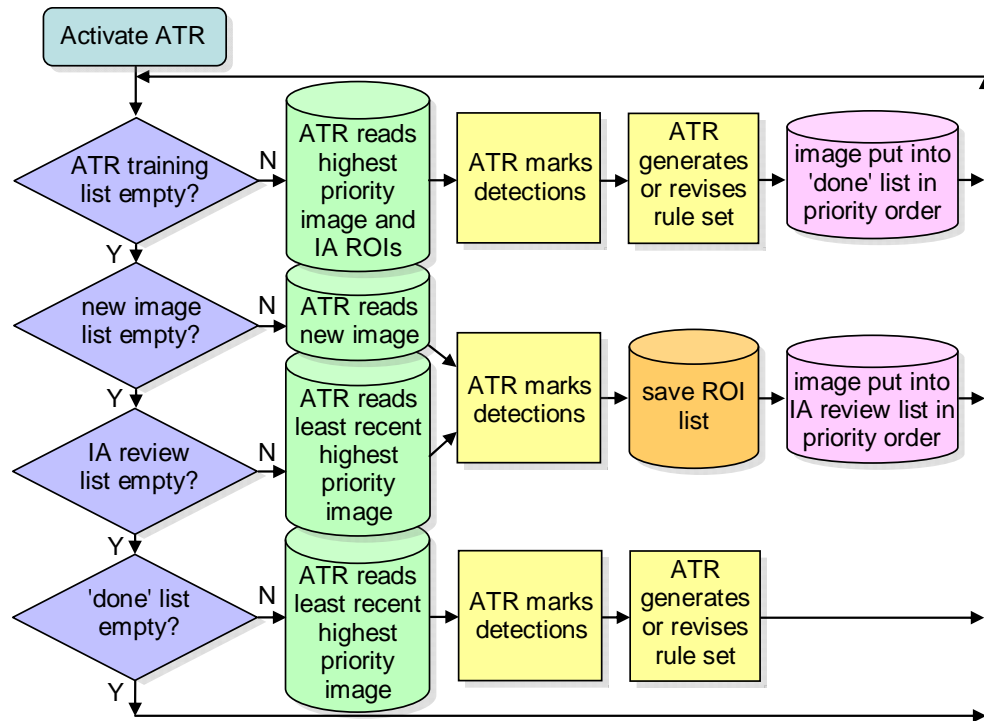 Activate ATR
ATR training
list empty?
N
Y
ATR reads
highest
priority
image and
IA ROIs
ATR marks
detections
ATR
generates
or revises
rule set
image put into
'done' list in
priority order
new image
list empty?
N
Y
ATR reads
new image
ATR reads
least recent
highest
priority
image
ATR marks
detections
save ROI
list
image put into
IA review list in
priority order
IA review
list empty?
N
Y
'done' list
empty?
N
Y
ATR reads
least recent
highest
priority
image
ATR marks
detections
ATR
generates
or revises
rule set